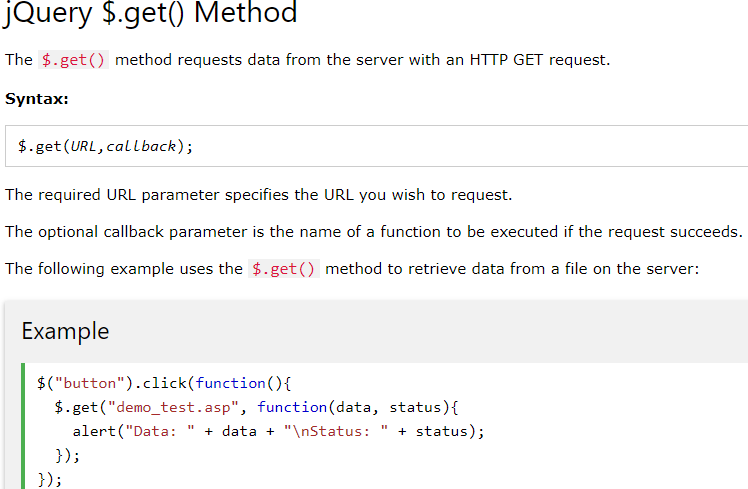 jQuery $.get() Method
The $.get() method requests data from the server with an HTTP GET request.
Syntax:
$.get(URL,callback);
The required URL parameter specifies the URL you wish to request.
The optional callback parameter is the name of a function to be executed if the request succeeds.
The following example uses the $.get() method to retrieve data from a file on the server:
Example
$("button").click(function(){
  $.get("demo_test.asp", function(data, status){
    alert("Data: " + data + "\nStatus: " + status);
  });
});